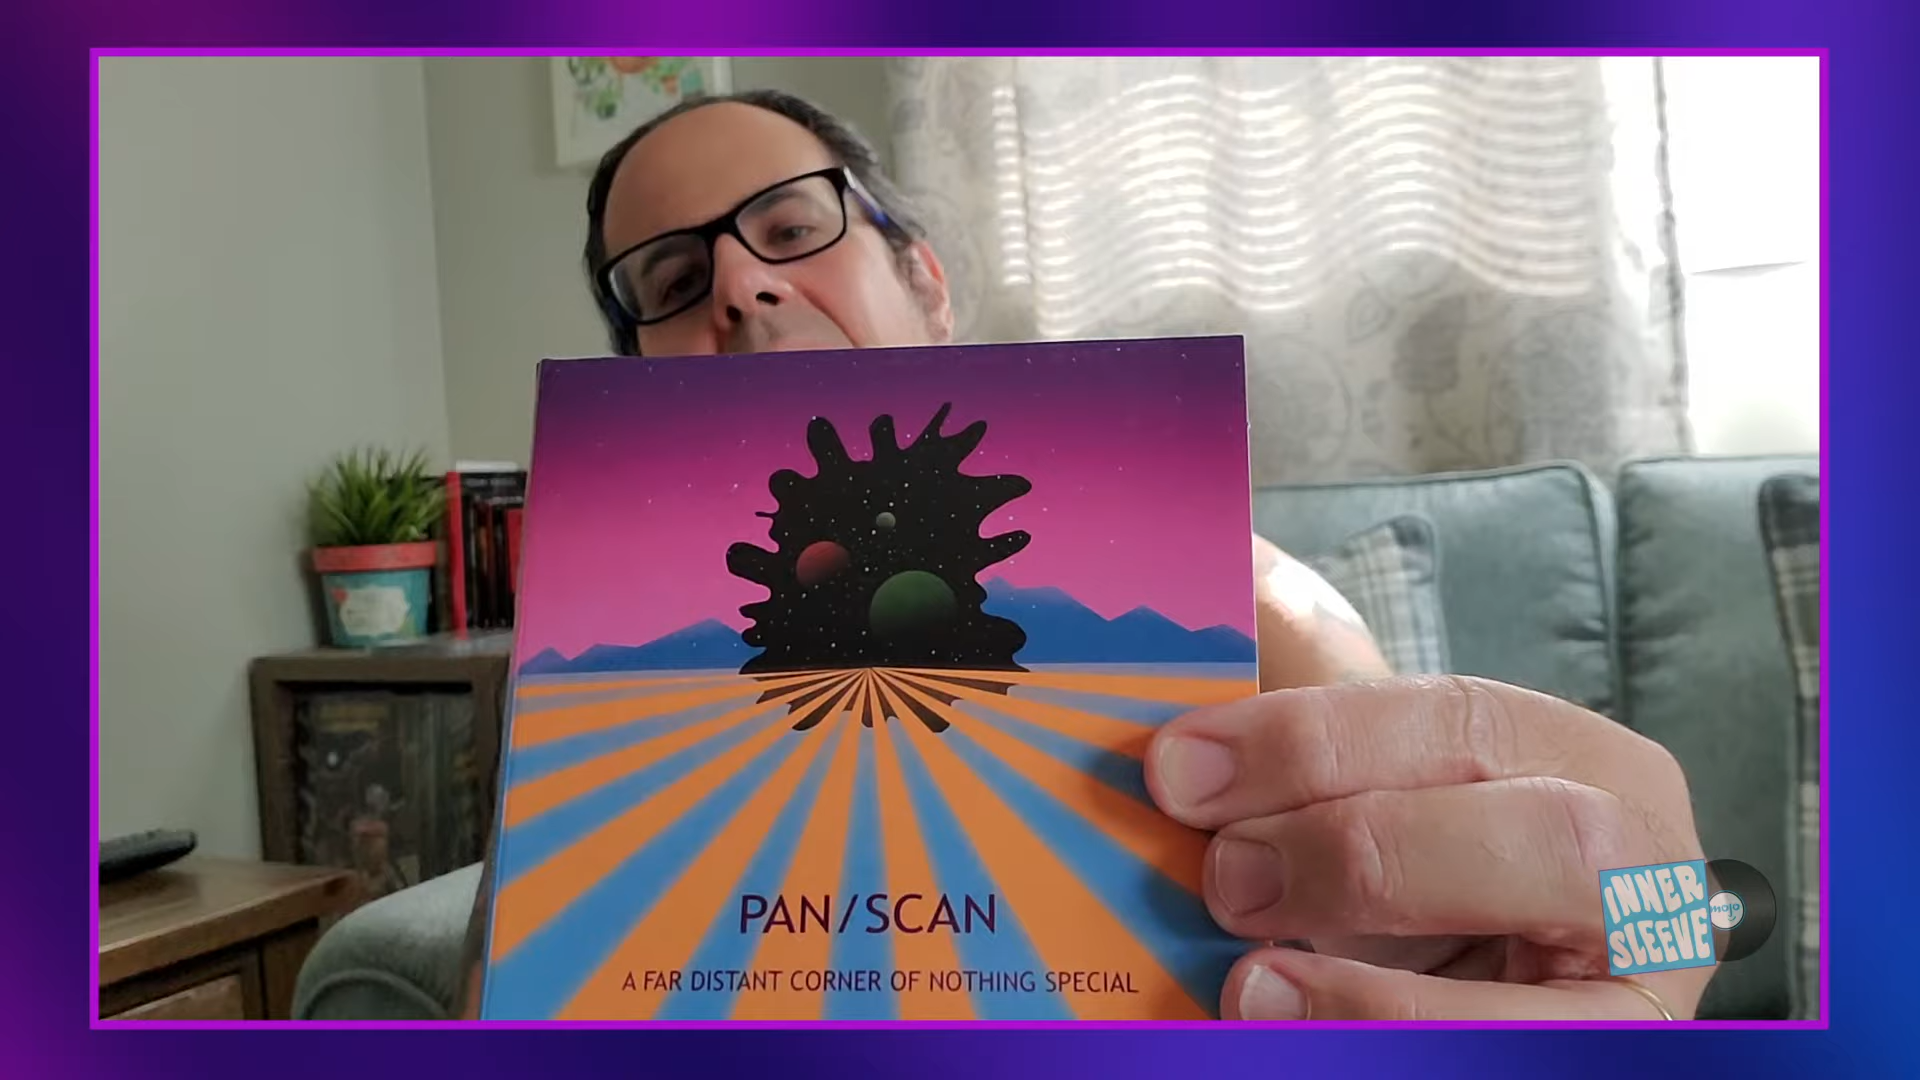 PAN/SCAN
A FAR DISTANT CORNER OF NOTHING SPECIAL
INNER
SLEEVE
mojo